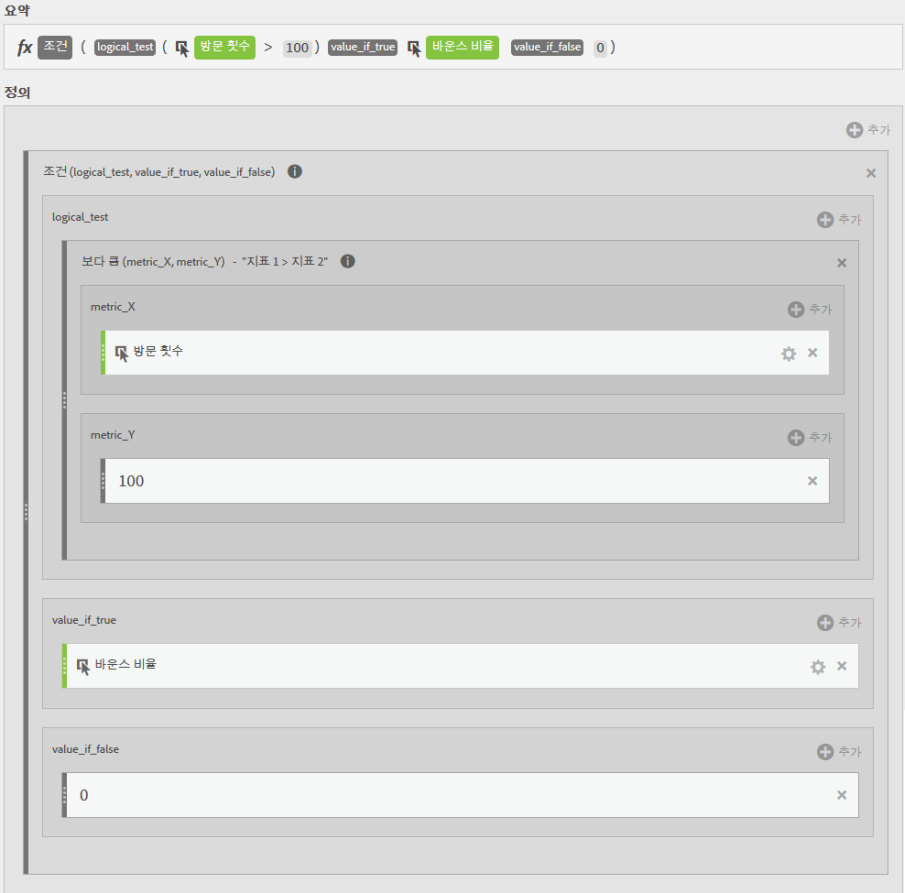 요약
fx 조건 ( logical_test ( 방문 횟수 > 100 ) value_if_true 바운스 비율 value_if_false 0 )
정의
추가
조건 (logical_test, value_if_true, value_if_false)
logical_test 추가
보다 큼 (metric_X, metric_Y) - "지표 1 > 지표 2"
metric_X 추가
방문 횟수
metric_Y 추가
100
value_if_true 추가
바운스 비율
value_if_false 추가
0